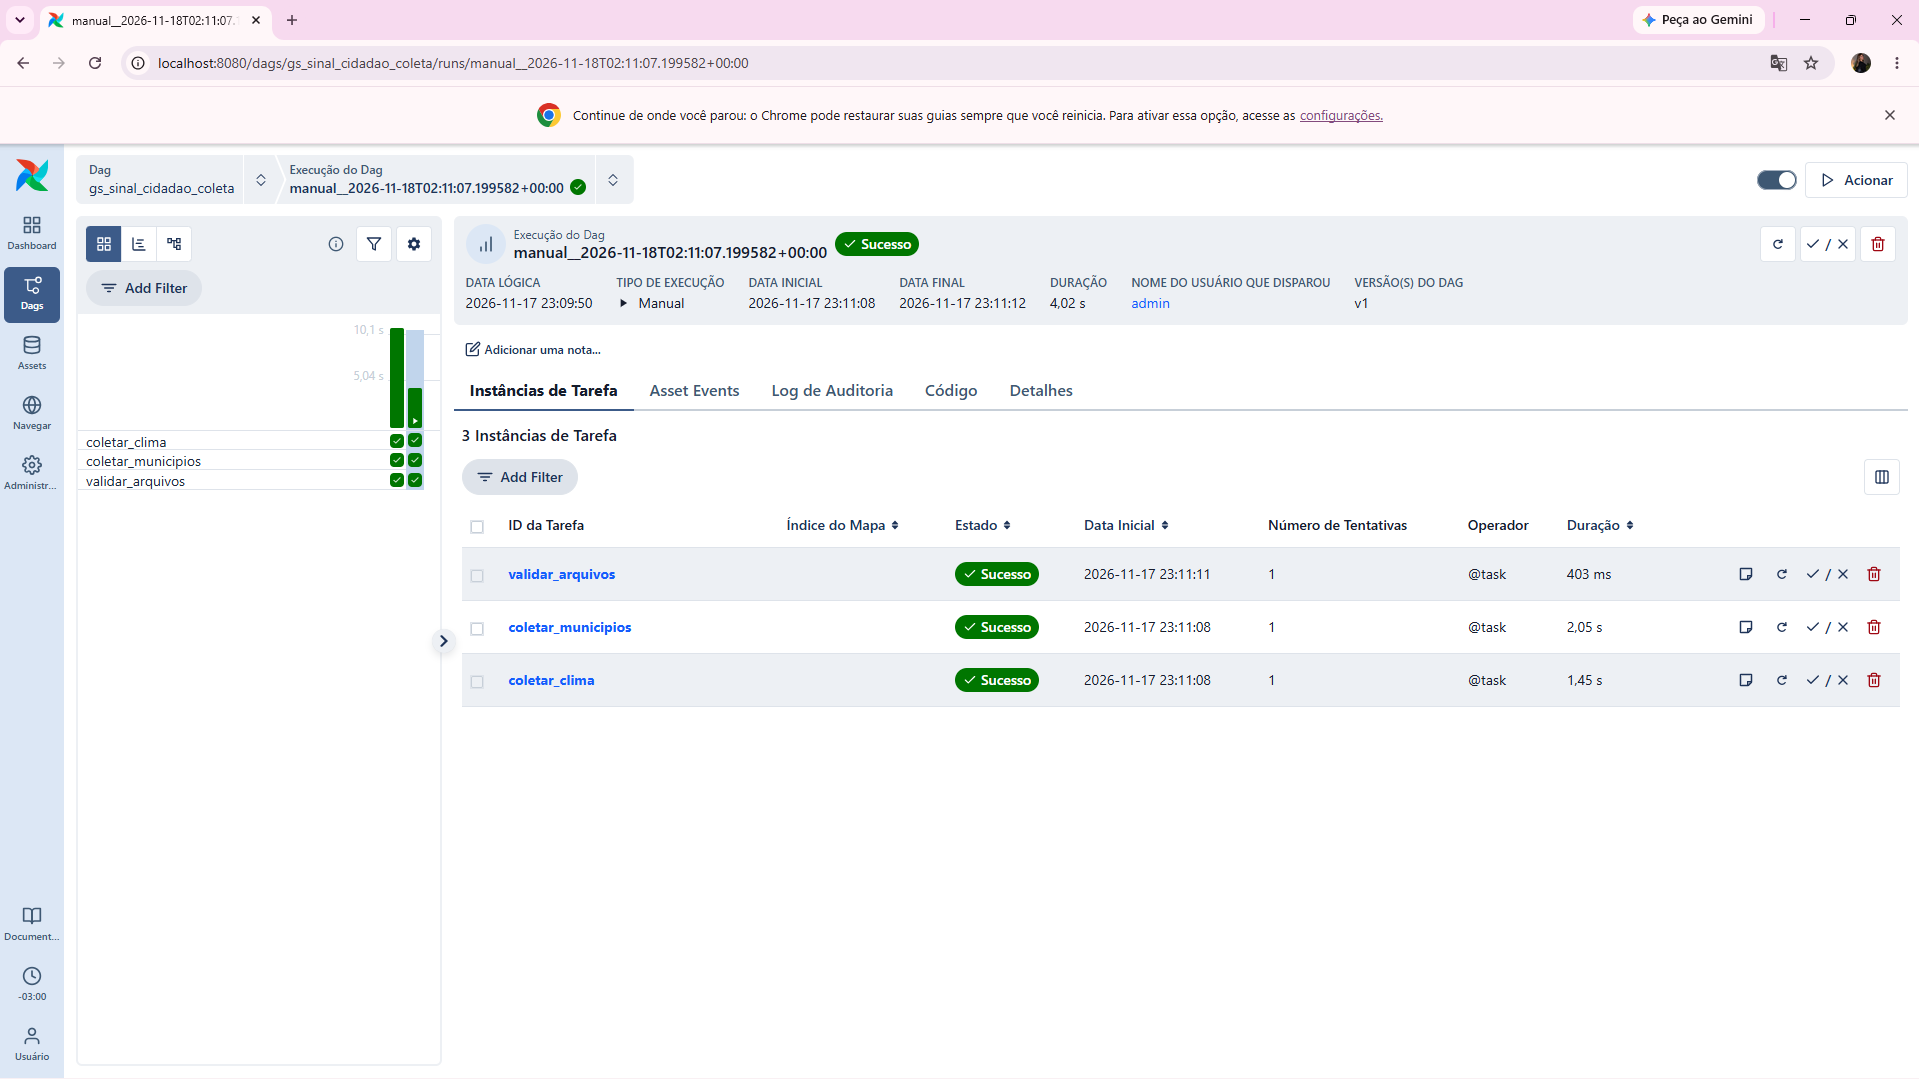 manual__2026-11-18T02:11:07.
Peça ao Gemini
localhost:8080/dags/gs_sinal_cidadao_coleta/runs/manual__2026-11-18T02:11:07.199582+00:00
Continue de onde você parou: o Chrome pode restaurar suas guias sempre que você reinicia. Para ativar essa opção, acesse as configurações.
Dag
gs_sinal_cidadao_coleta
Execução do Dag
manual__2026-11-18T02:11:07.199582+00:00
Acionar
Dashboard
Dags
Assets
Navegar
Administr...
Document...
-03:00
Usuário
Add Filter
10,1 s
5,04 s
coletar_clima
coletar_municipios
validar_arquivos
Execução do Dag
manual__2026-11-18T02:11:07.199582+00:00 Sucesso
DATA LÓGICA TIPO DE EXECUÇÃO DATA INICIAL DATA FINAL DURAÇÃO NOME DO USUÁRIO QUE DISPAROU VERSÃO(S) DO DAG
2026-11-17 23:09:50 Manual 2026-11-17 23:11:08 2026-11-17 23:11:12 4,02 s admin v1
Adicionar uma nota...
Instâncias de Tarefa Asset Events Log de Auditoria Código Detalhes
3 Instâncias de Tarefa
Add Filter
ID da Tarefa Índice do Mapa Estado Data Inicial Número de Tentativas Operador Duração
validar_arquivos Sucesso 2026-11-17 23:11:11 1 @task 403 ms /
coletar_municipios Sucesso 2026-11-17 23:11:08 1 @task 2,05 s /
coletar_clima Sucesso 2026-11-17 23:11:08 1 @task 1,45 s /